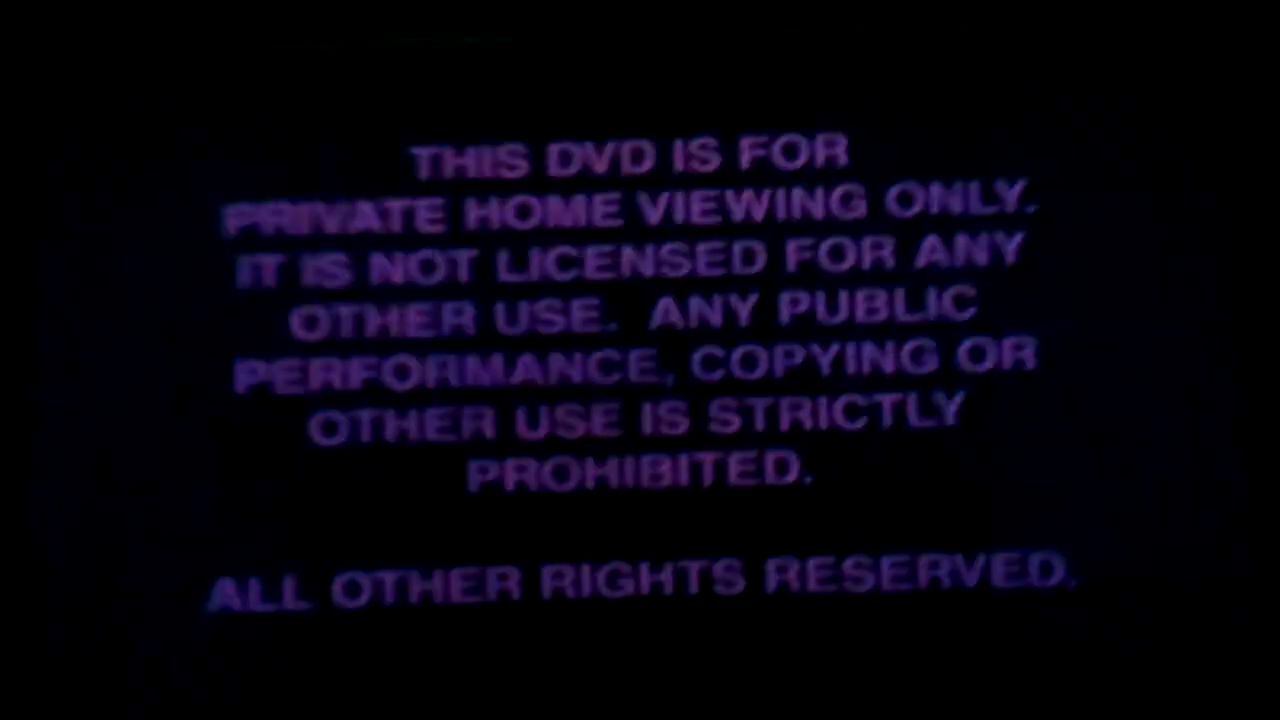 THIS DVD IS FOR
PRIVATE HOME VIEWING ONLY.
IT IS NOT LICENSED FOR ANY
OTHER USE. ANY PUBLIC
PERFORMANCE, COPYING OR
OTHER USE IS STRICTLY
PROHIBITED.
ALL OTHER RIGHTS RESERVED.